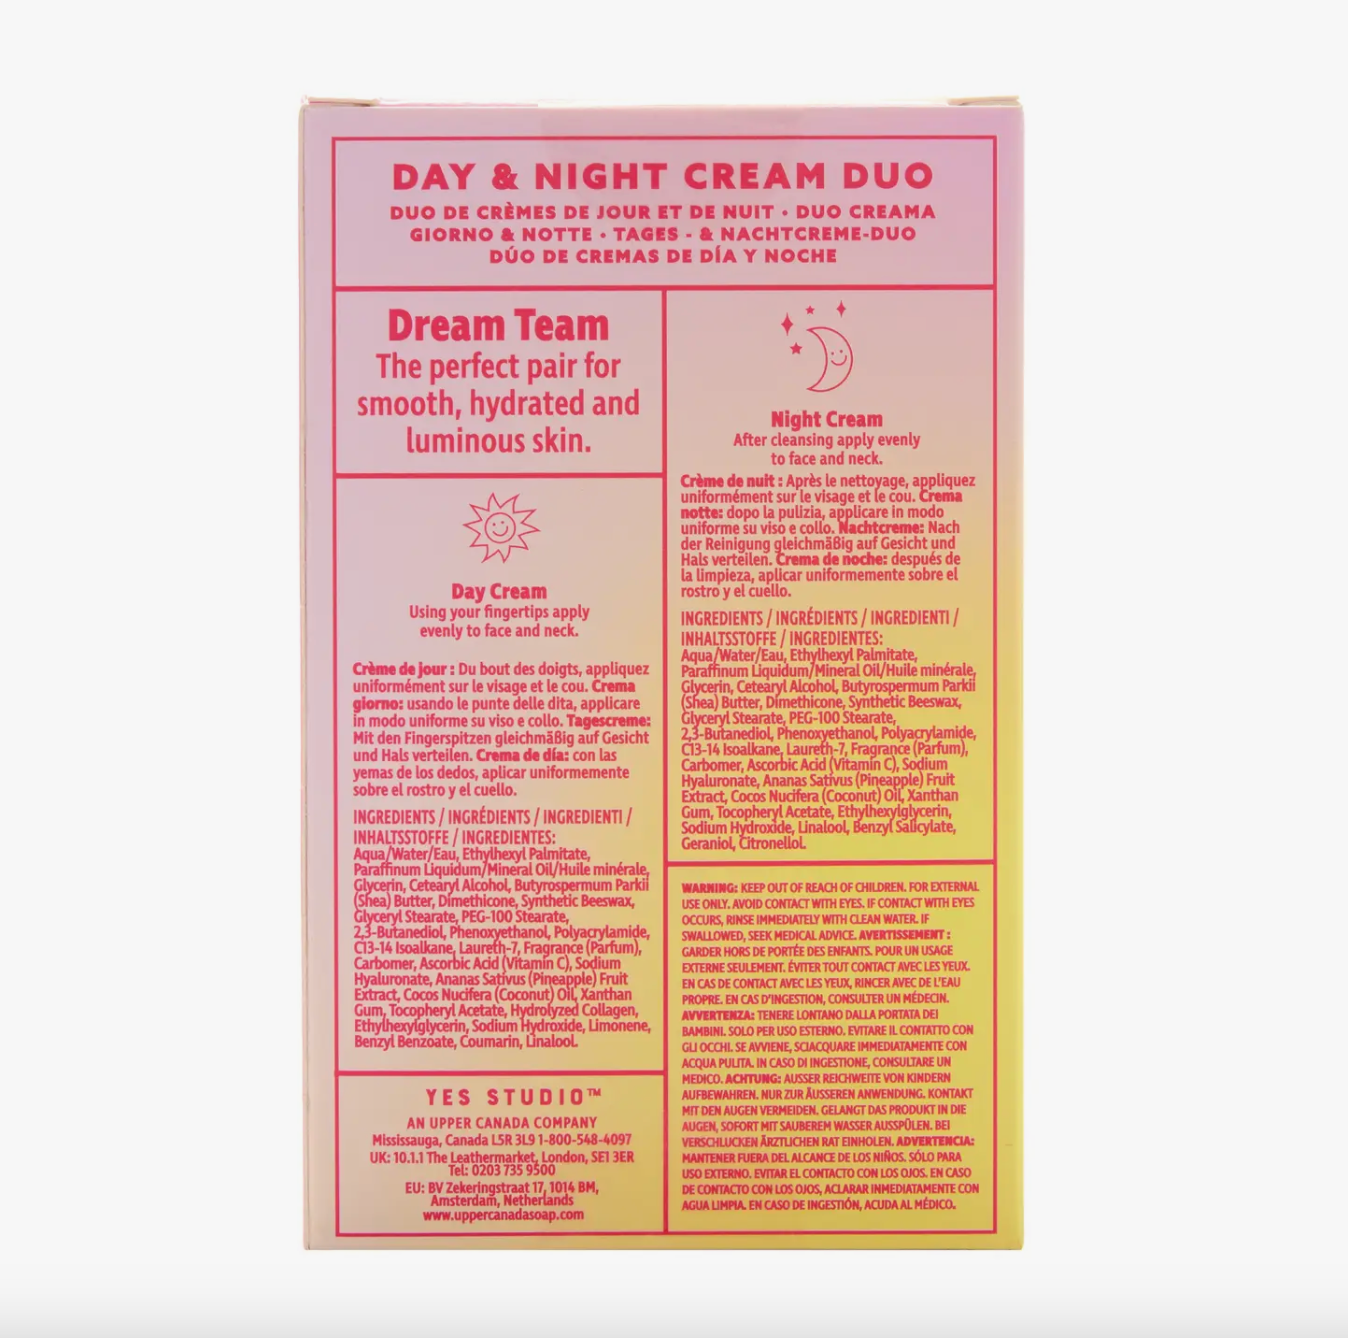 DAY & NIGHT CREAM DUO
DUO DE CRÈMES DE JOUR ET DE NUIT • DUO CREAMA
GIORNO & NOTTE • TAGES - & NACHTCREME-DUO
DÚO DE CREMAS DE DÍA Y NOCHE
Dream Team
The perfect pair for
smooth, hydrated and
luminous skin.
Day Cream
Using your fingertips apply
evenly to face and neck.
Crème de jour : Du bout des doigts, appliquez
uniformément sur le visage et le cou. Crema
giorno: usando le punte delle dita, applicare
in modo uniforme su viso e collo. Tagescreme:
Mit den Fingerspitzen gleichmäßig auf Gesicht
und Hals verteilen. Crema de día: con las
yemas de los dedos, aplicar uniformemente
sobre el rostro y el cuello.
INGREDIENTS / INGRÉDIENTS / INGREDIENTI /
INHALTSSTOFFE / INGREDIENTES:
Aqua/Water/Eau, Ethylhexyl Palmitate,
Paraffinum Liquidum/Mineral Oil/Huile minérale,
Glycerin, Cetearyl Alcohol, Butyrospermum Parkii
(Shea) Butter, Dimethicone, Synthetic Beeswax,
Glyceryl Stearate, PEG-100 Stearate,
2,3-Butanediol, Phenoxyethanol, Polyacrylamide,
C13-14 Isoalkane, Laureth-7, Fragrance (Parfum),
Carbomer, Ascorbic Acid (Vitamin C), Sodium
Hyaluronate, Ananas Sativus (Pineapple) Fruit
Extract, Cocos Nucifera (Coconut) Oil, Xanthan
Gum, Tocopheryl Acetate, Hydrolyzed Collagen,
Ethylhexylglycerin, Sodium Hydroxide, Limonene,
Benzyl Benzoate, Coumarin, Linalool.
YES STUDIO™
AN UPPER CANADA COMPANY
Mississauga, Canada L5R 3L9 1-800-548-4097
UK: 10.1.1 The Leathermarket, London, SE1 3ER
Tel: 0203 735 9500
EU: BV Zekeringstraat 17, 1014 BM,
Amsterdam, Netherlands
www.uppercanadasoap.com
Night Cream
After cleansing apply evenly
to face and neck.
Crème de nuit : Après le nettoyage, appliquez
uniformément sur le visage et le cou. Crema
notte: dopo la pulizia, applicare in modo
uniforme su viso e collo. Nachtcreme: Nach
der Reinigung gleichmäßig auf Gesicht und
Hals verteilen. Crema de noche: después de
la limpieza, aplicar uniformemente sobre el
rostro y el cuello.
INGREDIENTS / INGRÉDIENTS / INGREDIENTI /
INHALTSSTOFFE / INGREDIENTES:
Aqua/Water/Eau, Ethylhexyl Palmitate,
Paraffinum Liquidum/Mineral Oil/Huile minérale,
Glycerin, Cetearyl Alcohol, Butyrospermum Parkii
(Shea) Butter, Dimethicone, Synthetic Beeswax,
Glyceryl Stearate, PEG-100 Stearate,
2,3-Butanediol, Phenoxyethanol, Polyacrylamide,
C13-14 Isoalkane, Laureth-7, Fragrance (Parfum),
Carbomer, Ascorbic Acid (Vitamin C), Sodium
Hyaluronate, Ananas Sativus (Pineapple) Fruit
Extract, Cocos Nucifera (Coconut) Oil, Xanthan
Gum, Tocopheryl Acetate, Ethylhexylglycerin,
Sodium Hydroxide, Linalool, Benzyl Salicylate,
Geraniol, Citronellol.
WARNING: KEEP OUT OF REACH OF CHILDREN. FOR EXTERNAL
USE ONLY. AVOID CONTACT WITH EYES. IF CONTACT WITH EYES
OCCURS, RINSE IMMEDIATELY WITH CLEAN WATER. IF
SWALLOWED, SEEK MEDICAL ADVICE. AVERTISSEMENT :
GARDER HORS DE PORTÉE DES ENFANTS. POUR UN USAGE
EXTERNE SEULEMENT. ÉVITER TOUT CONTACT AVEC LES YEUX.
EN CAS DE CONTACT AVEC LES YEUX, RINCER AVEC DE L'EAU
PROPRE. EN CAS D'INGESTION, CONSULTER UN MÉDECIN.
AVVERTENZA: TENERE LONTANO DALLA PORTATA DEI
BAMBINI. SOLO PER USO ESTERNO. EVITARE IL CONTATTO CON
GLI OCCHI. SE AVVIENE, SCIACQUARE IMMEDIATAMENTE CON
ACQUA PULITA. IN CASO DI INGESTIONE, CONSULTARE UN
MEDICO. ACHTUNG: AUSSER REICHWEITE VON KINDERN
AUFBEWAHREN. NUR ZUR ÄUSSEREN ANWENDUNG. KONTAKT
MIT DEN AUGEN VERMEIDEN. GELANGT DAS PRODUKT IN DIE
AUGEN, SOFORT MIT SAUBEREM WASSER AUSSPÜLEN. BEI
VERSCHLUCKEN ÄRZTLICHEN RAT EINHOLEN. ADVERTENCIA:
MANTENER FUERA DEL ALCANCE DE LOS NIÑOS. SÓLO PARA
USO EXTERNO. EVITAR EL CONTACTO CON LOS OJOS. EN CASO
DE CONTACTO CON LOS OJOS, ACLARAR INMEDIATAMENTE CON
AGUA LIMPIA. EN CASO DE INGESTIÓN, ACUDA AL MÉDICO.